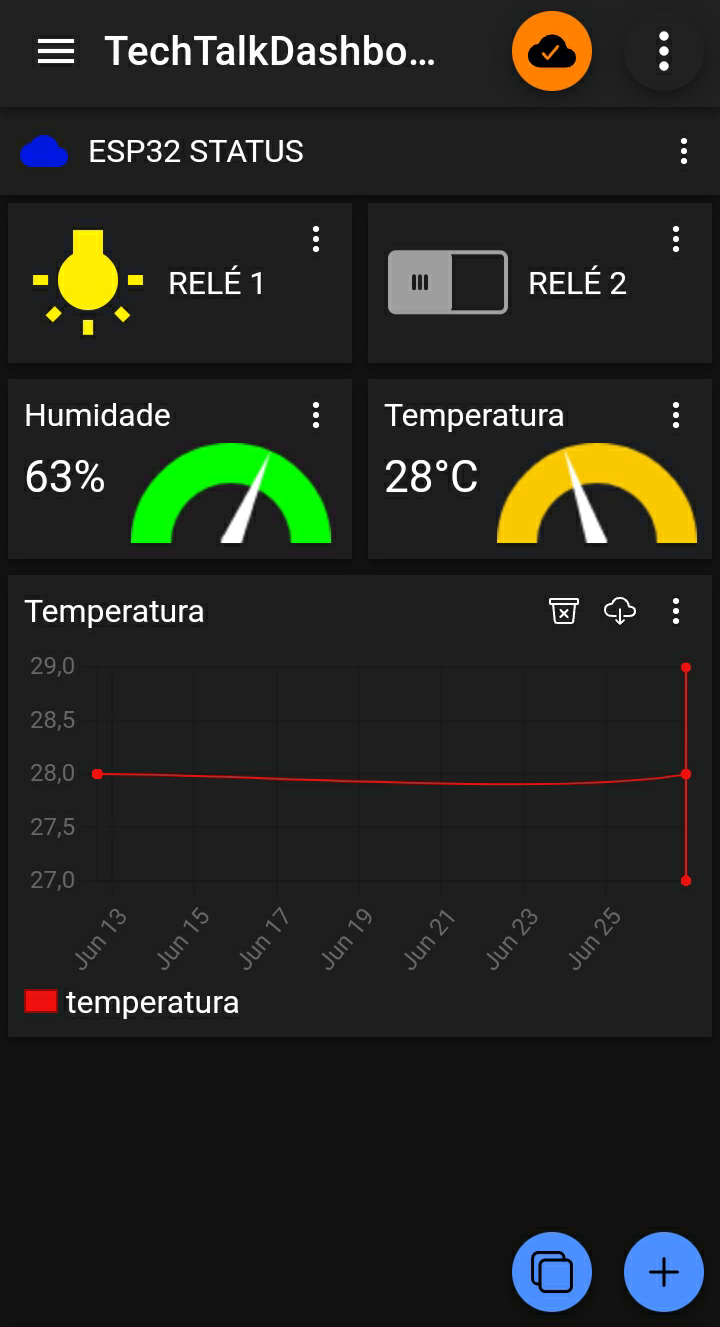 TechTalkDashbo...
ESP32 STATUS
RELÉ 1
RELÉ 2
Humidade
63%
Temperatura
28°C
Temperatura
29,0
28,5
28,0
27,5
27,0
Jun 13
Jun 15
Jun 17
Jun 19
Jun 21
Jun 23
Jun 25
temperatura